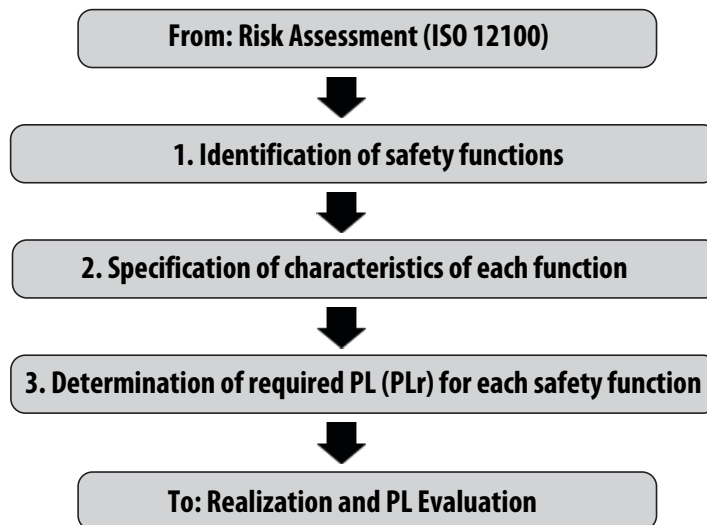 From: Risk Assessment (ISO 12100)
1. Identification of safety functions
2. Specification of characteristics of each function
3. Determination of required PL (PLr) for each safety function
To: Realization and PL Evaluation